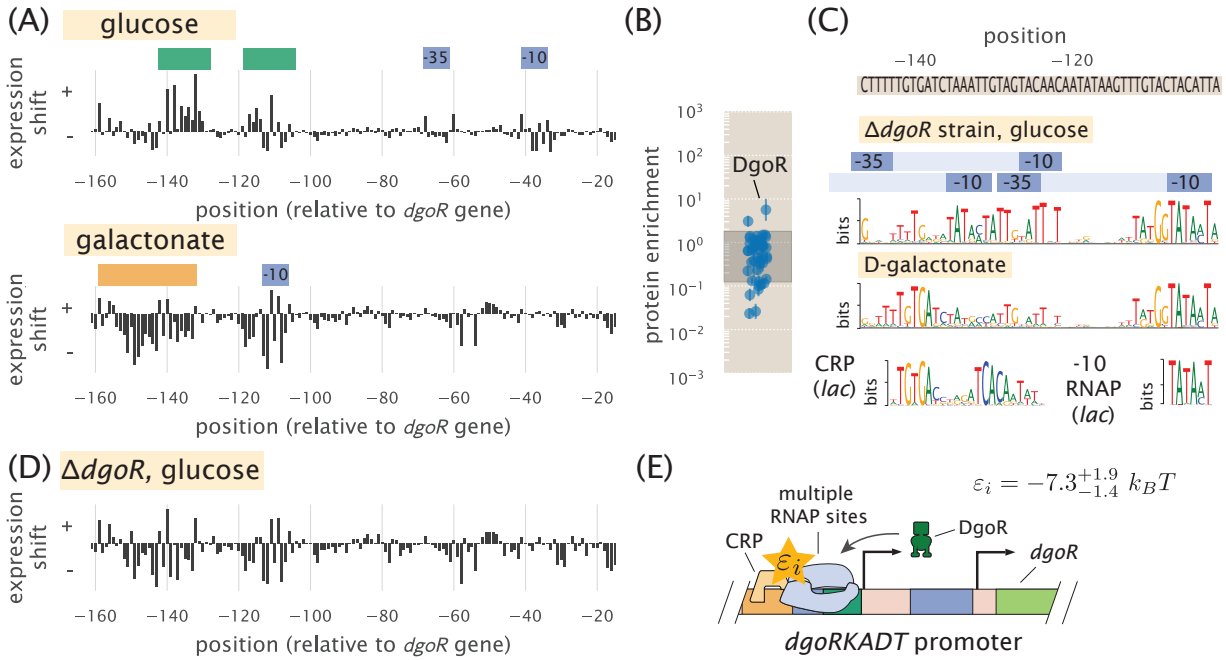 (A)
glucose
-35
-10
expression
shift
+
-
−160
−140
−120
−100
−80
−60
−40
−20
position (relative to dgoR gene)
galactonate
-10
expression
shift
+
-
−160
−140
−120
−100
−80
−60
−40
−20
position (relative to dgoR gene)
(D)
ΔdgoR, glucose
expression
shift
+
-
−160
−140
−120
−100
−80
−60
−40
−20
position (relative to dgoR gene)
(B)
protein enrichment
10³
10²
10¹
10⁰
10⁻¹
10⁻²
10⁻³
DgoR
(C)
position
−140
−120
CTTTTTGTGATCTAAATTGTAGTACAACAATATAAGTTTGTACTACATTA
ΔdgoR strain, glucose
-35
-10
-10
-35
-10
bits
D-galactonate
bits
CRP
(lac)
bits
-10
RNAP
(lac)
bits
(E)
εᵢ = −7.3⁺¹·⁹₋₁.₄ k_BT
multiple
RNAP sites
CRP
εᵢ
DgoR
dgoR
dgoRKADT promoter